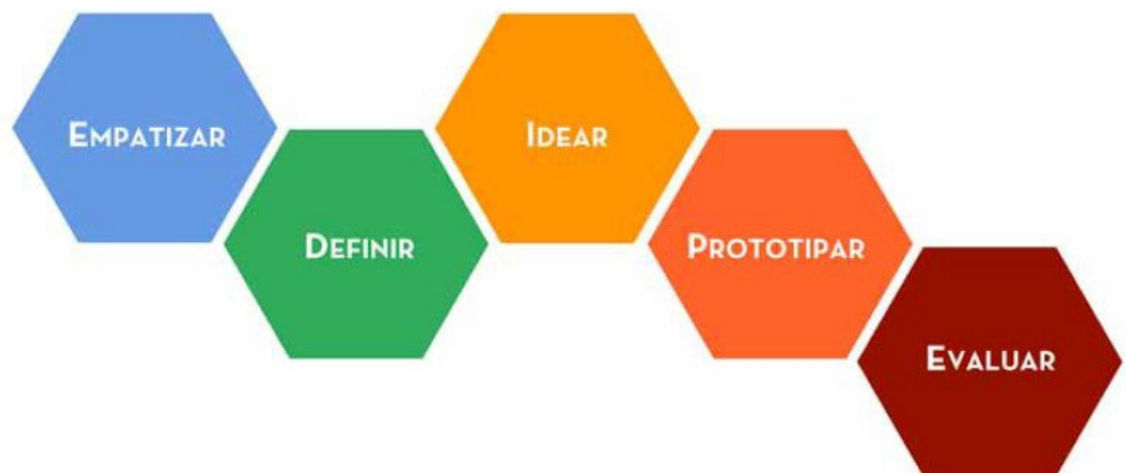 EMPATIZAR
DEFINIR
IDEAR
PROTOTIPAR
EVALUAR